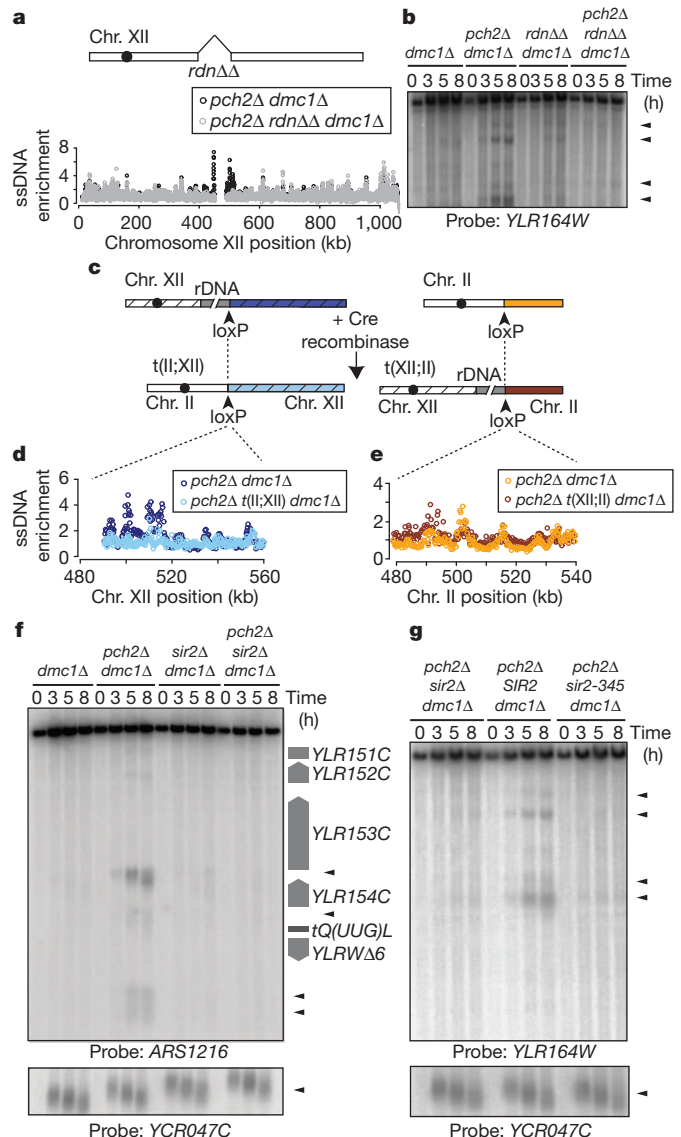 a
Chr. XII
rdnΔΔ
pch2Δ dmc1Δ
pch2Δ rdnΔΔ dmc1Δ
ssDNA enrichment
8
4
0
0 200 400 600 800 1,000
Chromosome XII position (kb)
b
dmc1Δ
pch2Δ dmc1Δ
rdnΔΔ dmc1Δ
pch2Δ rdnΔΔ dmc1Δ
0 3 5 8 0 3 5 8 0 3 5 8 0 3 5 8 Time (h)
Probe: YLR164W
c
Chr. XII
rDNA
loxP
+ Cre recombinase
Chr. II
loxP
t(II;XII)
Chr. II
Chr. XII
loxP
t(XII;II)
rDNA
Chr. XII
Chr. II
loxP
d
pch2Δ dmc1Δ
pch2Δ t(II;XII) dmc1Δ
ssDNA enrichment
6
4
2
0
480 520 560
Chr. XII position (kb)
e
pch2Δ dmc1Δ
pch2Δ t(XII;II) dmc1Δ
4
2
0
480 500 520 540
Chr. II position (kb)
f
dmc1Δ
pch2Δ dmc1Δ
sir2Δ dmc1Δ
pch2Δ sir2Δ dmc1Δ
0 3 5 8 0 3 5 8 0 3 5 8 0 3 5 8 Time (h)
YLR151C
YLR152C
YLR153C
YLR154C
tQ(UUG)L
YLRWΔ6
Probe: ARS1216
Probe: YCR047C
g
pch2Δ sir2Δ dmc1Δ
pch2Δ SIR2 dmc1Δ
pch2Δ sir2-345 dmc1Δ
0 3 5 8 0 3 5 8 0 3 5 8 Time (h)
Probe: YLR164W
Probe: YCR047C